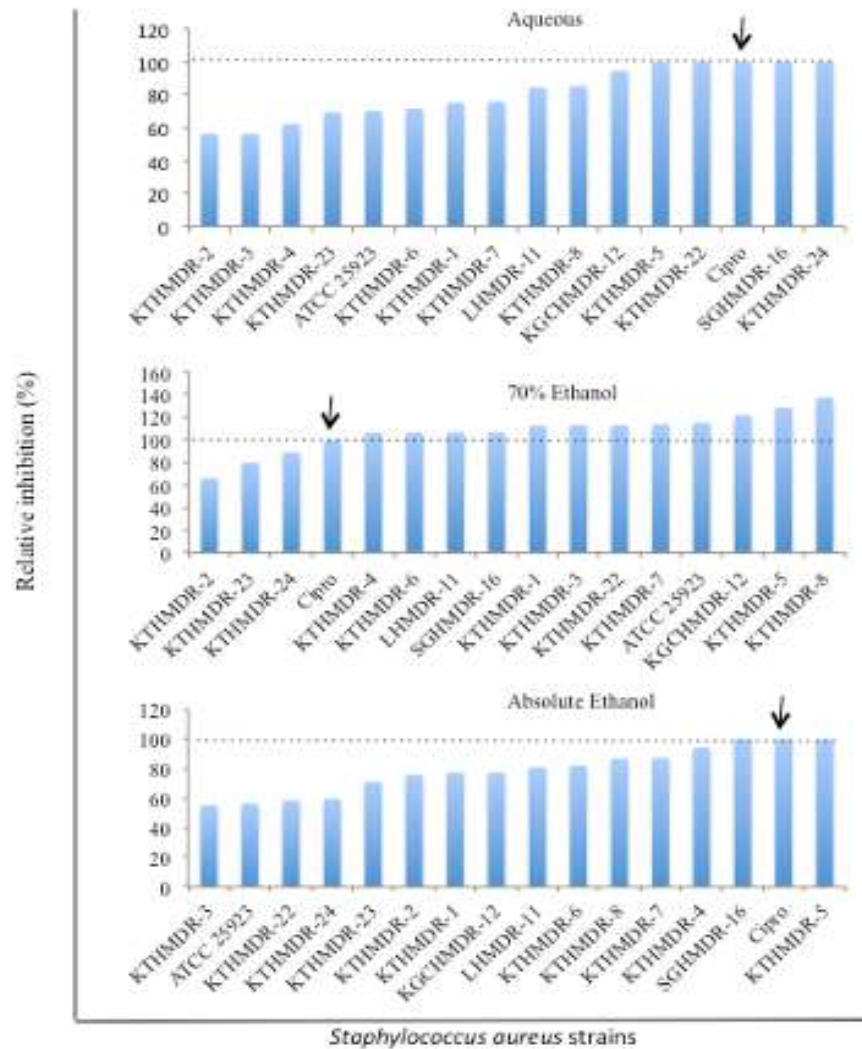 Relative inhibition (%)
Aqueous
120
100
80
60
40
20
0
KTHMDR-2
KTHMDR-3
KTHMDR-4
KTHMDR-23
ATCC 25923
KTHMDR-6
KTHMDR-1
KTHMDR-7
LHMDR-11
KTHMDR-8
KGCHMDR-12
KTHMDR-5
KTHMDR-22
Cipro
SGHMDR-16
KTHMDR-24
70% Ethanol
160
140
120
100
80
60
40
20
0
KTHMDR-2
KTHMDR-23
KTHMDR-24
Cipro
KTHMDR-4
KTHMDR-6
LHMDR-11
SGHMDR-16
KTHMDR-1
KTHMDR-3
KTHMDR-22
KTHMDR-7
ATCC 25923
KGCHMDR-12
KTHMDR-5
KTHMDR-8
Absolute Ethanol
120
100
80
60
40
20
0
KTHMDR-3
ATCC 25923
KTHMDR-22
KTHMDR-24
KTHMDR-23
KTHMDR-2
KTHMDR-1
KGCHMDR-12
LHMDR-11
KTHMDR-6
KTHMDR-8
KTHMDR-7
KTHMDR-4
SGHMDR-16
Cipro
KTHMDR-5
Staphylococcus aureus strains